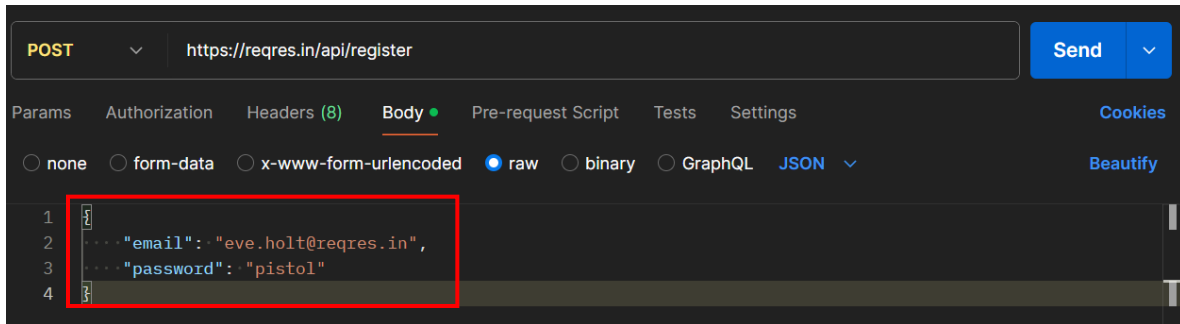 POST https://reqres.in/api/register Send
Params Authorization Headers (8) Body Pre-request Script Tests Settings Cookies
none form-data x-www-form-urlencoded raw binary GraphQL JSON Beautify
1 {
2 "email": "eve.holt@reqres.in",
3 "password": "pistol"
4 }